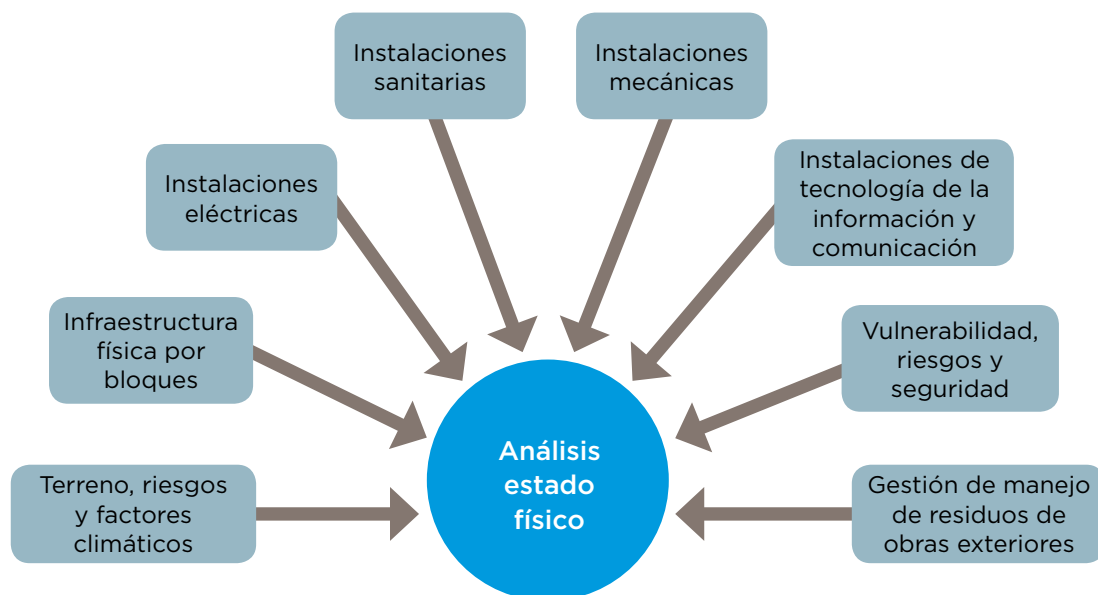 Instalaciones
sanitarias
Instalaciones
mecánicas
Instalaciones
eléctricas
Instalaciones de
tecnología de la
información y
comunicación
Infraestructura
física por
bloques
Vulnerabilidad,
riesgos y
seguridad
Análisis
estado
físico
Terreno, riesgos
y factores
climáticos
Gestión de manejo
de residuos de
obras exteriores